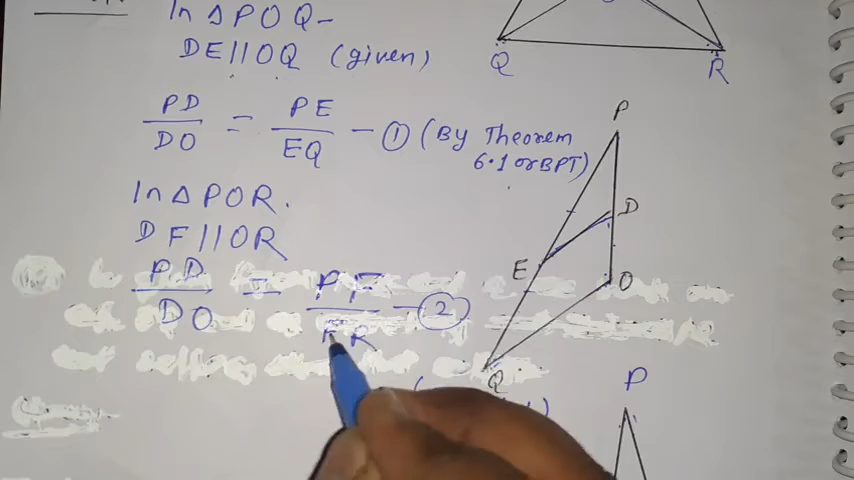 In △POQ-
DE||OQ (given)
Q
R
PD/DO = PE/EQ - ① (By Theorem
6.1 or BPT)
P
In △POR.
DF||OR
D
E
O
PD/DO = PF/FR - ②
Q
P